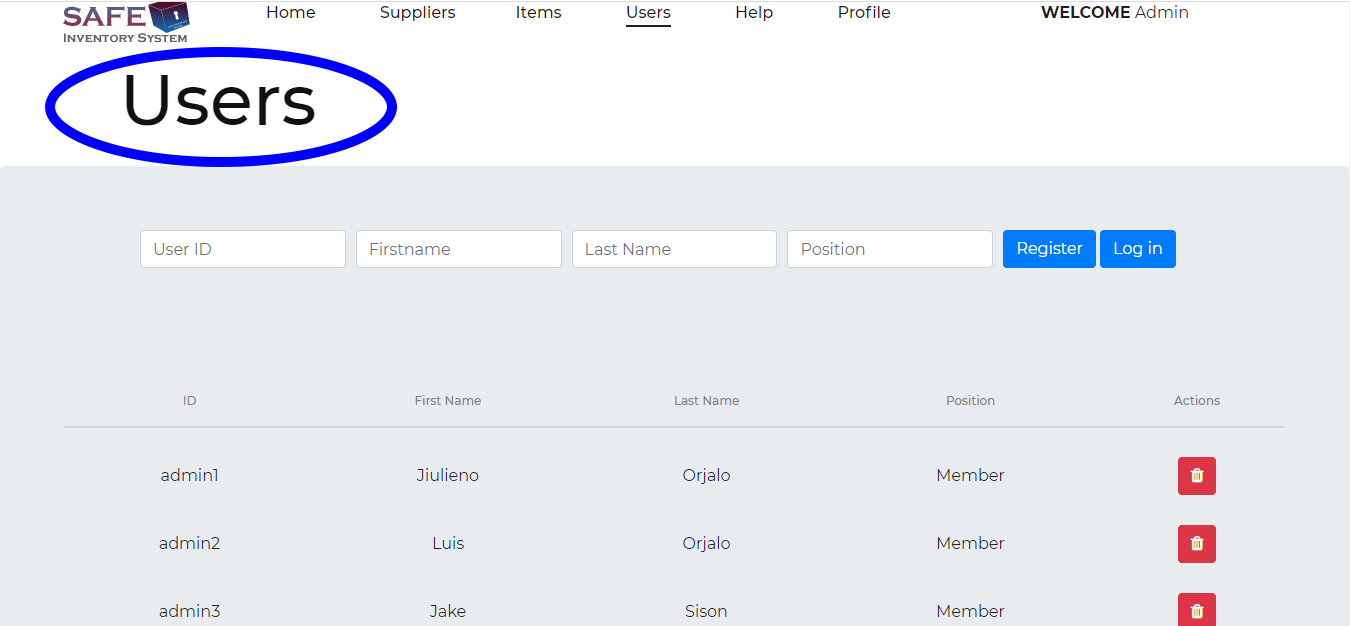 SAFE
INVENTORY SYSTEM
Home Suppliers Items Users Help Profile WELCOME Admin
Users
User ID Firstname Last Name Position Register Log in
ID First Name Last Name Position Actions
admin1 Jiulieno Orjalo Member
admin2 Luis Orjalo Member
admin3 Jake Sison Member